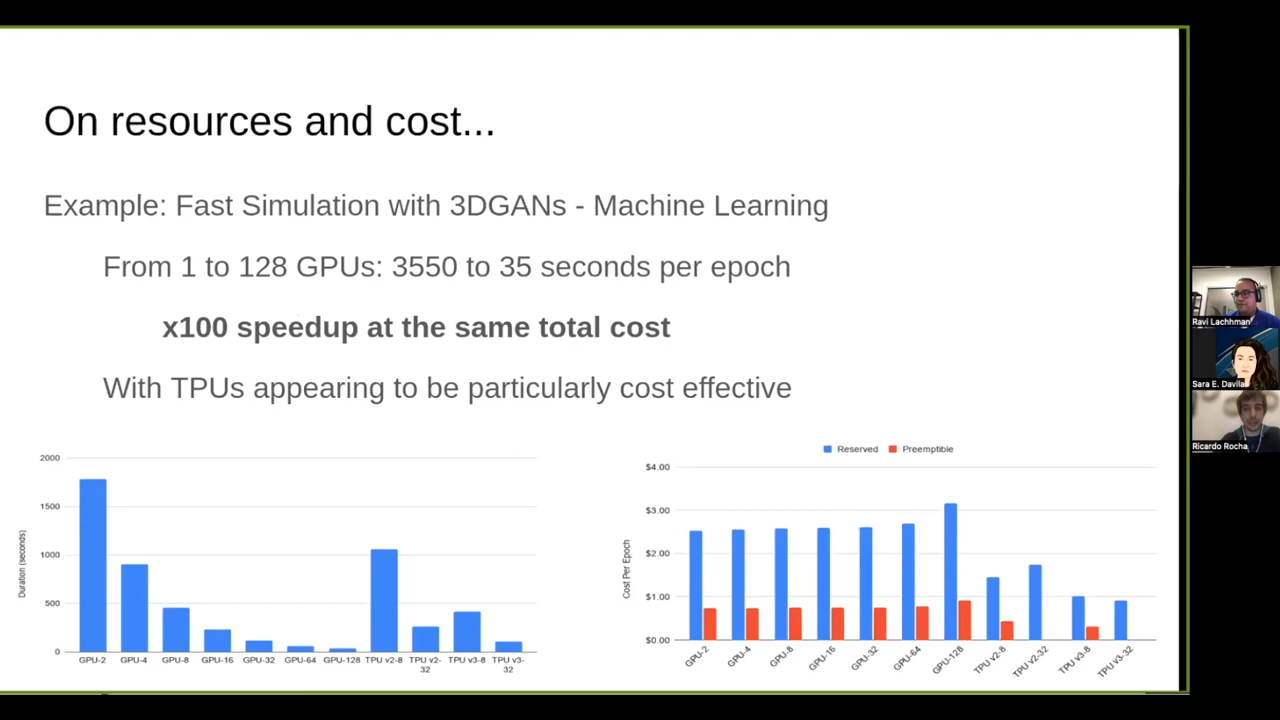 On resources and cost...
Example: Fast Simulation with 3DGANs - Machine Learning
From 1 to 128 GPUs: 3550 to 35 seconds per epoch
x100 speedup at the same total cost
With TPUs appearing to be particularly cost effective
2000
1500
1000
500
0
Duration (seconds)
GPU-2 GPU-4 GPU-8 GPU-16 GPU-32 GPU-64 GPU-128 TPU v2-8 TPU v2-32 TPU v3-8 TPU v3-32
Reserved Preemptible
$4.00
$3.00
$2.00
$1.00
$0.00
Cost Per Epoch
GPU-2 GPU-4 GPU-8 GPU-16 GPU-32 GPU-64 GPU-128 TPU v2-8 TPU v2-32 TPU v3-8 TPU v3-32
Ravi Lachhman
Sara E. Davila
Ricardo Rocha